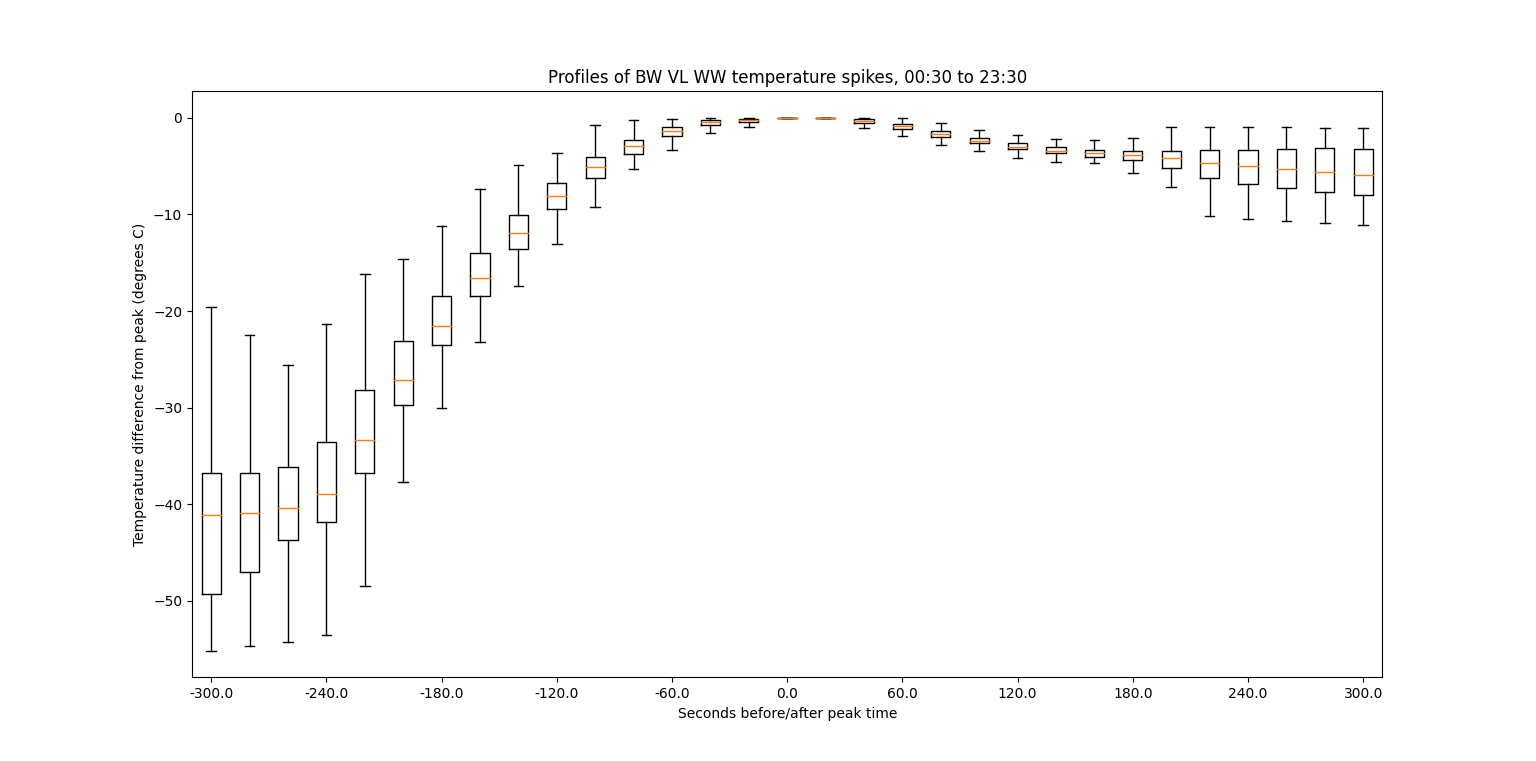 Profiles of BW VL WW temperature spikes, 00:30 to 23:30
Temperature difference from peak (degrees C)
0
−10
−20
−30
−40
−50
-300.0 -240.0 -180.0 -120.0 -60.0 0.0 60.0 120.0 180.0 240.0 300.0
Seconds before/after peak time